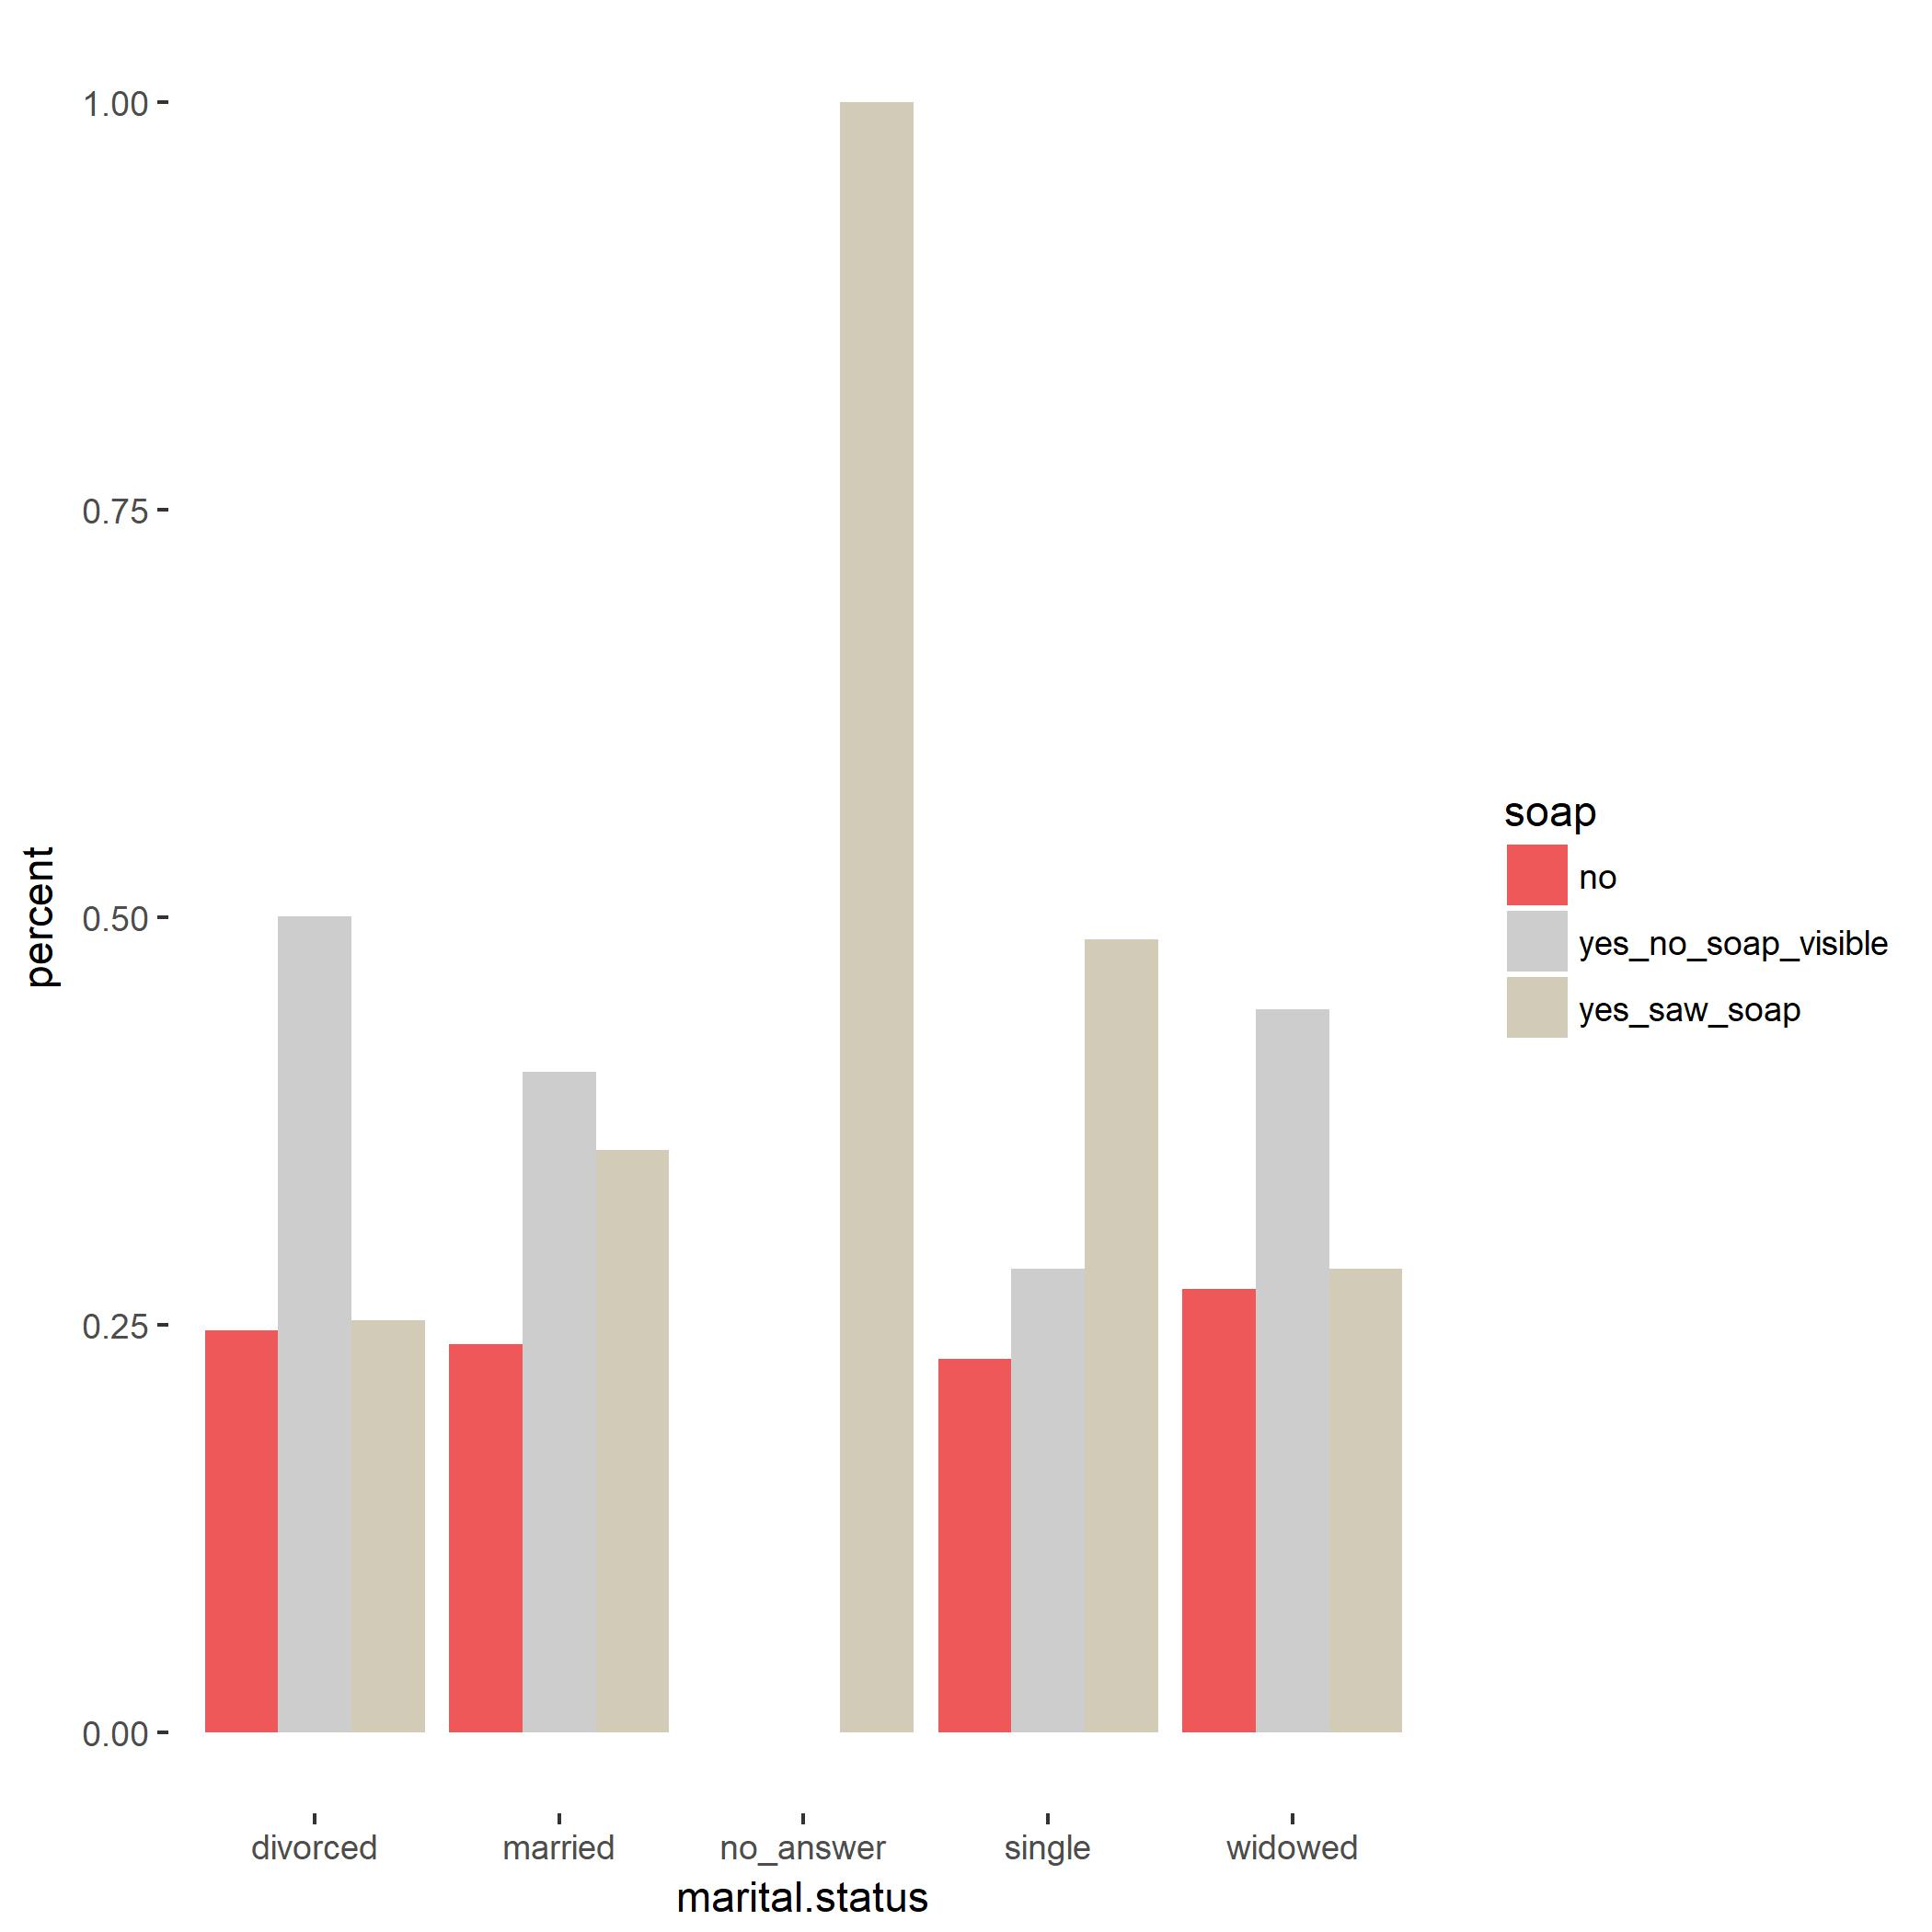 1.00
0.75
0.50
0.25
0.00
percent
divorced married no_answer single widowed
marital.status
soap
no
yes_no_soap_visible
yes_saw_soap